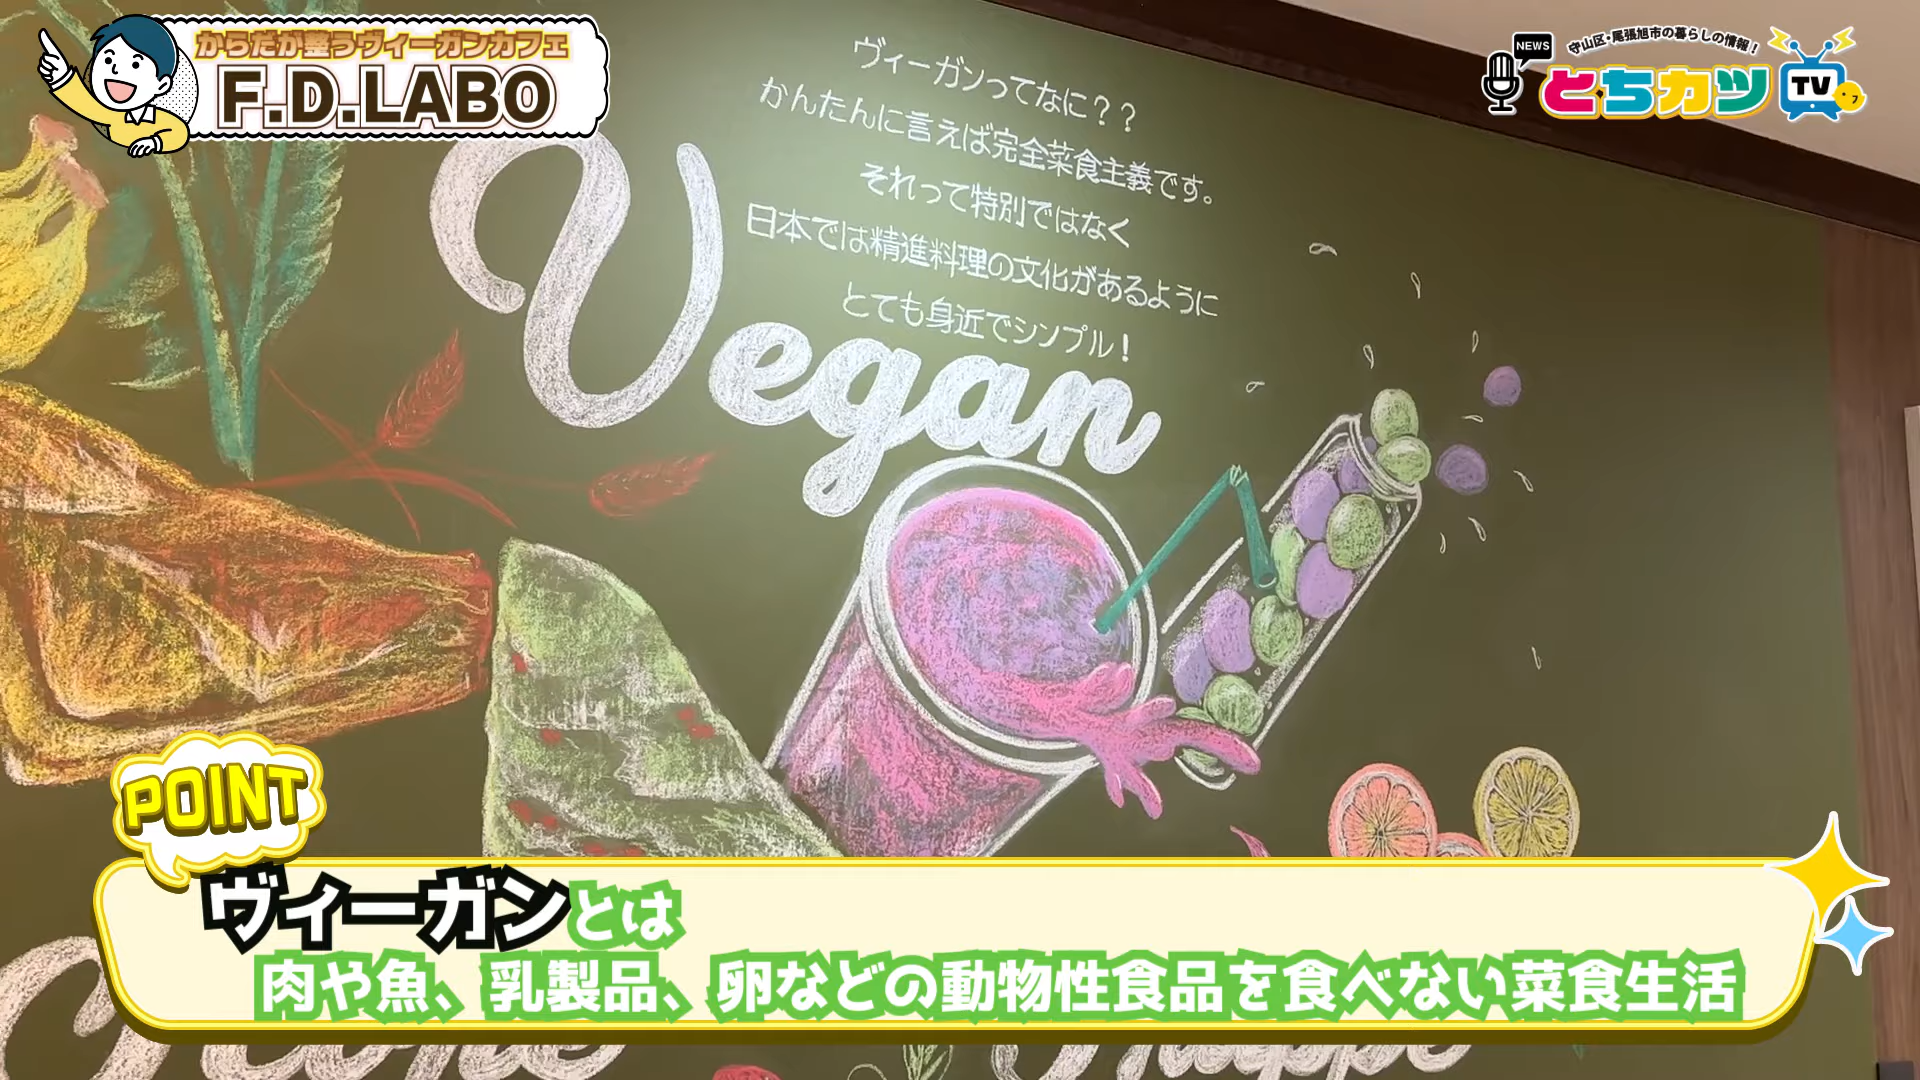 からだが整うヴィーガンカフェ
F.D.LABO
NEWS
守山区・尾張旭市の暮らしの情報！
とちカツ
TV
ヴィーガンってなに？？
かんたんに言えば完全菜食主義です。
それって特別ではなく
日本では精進料理の文化があるように
とても身近でシンプル！
Vegan
POINT
ヴィーガンとは
肉や魚、乳製品、卵などの動物性食品を食べない菜食生活